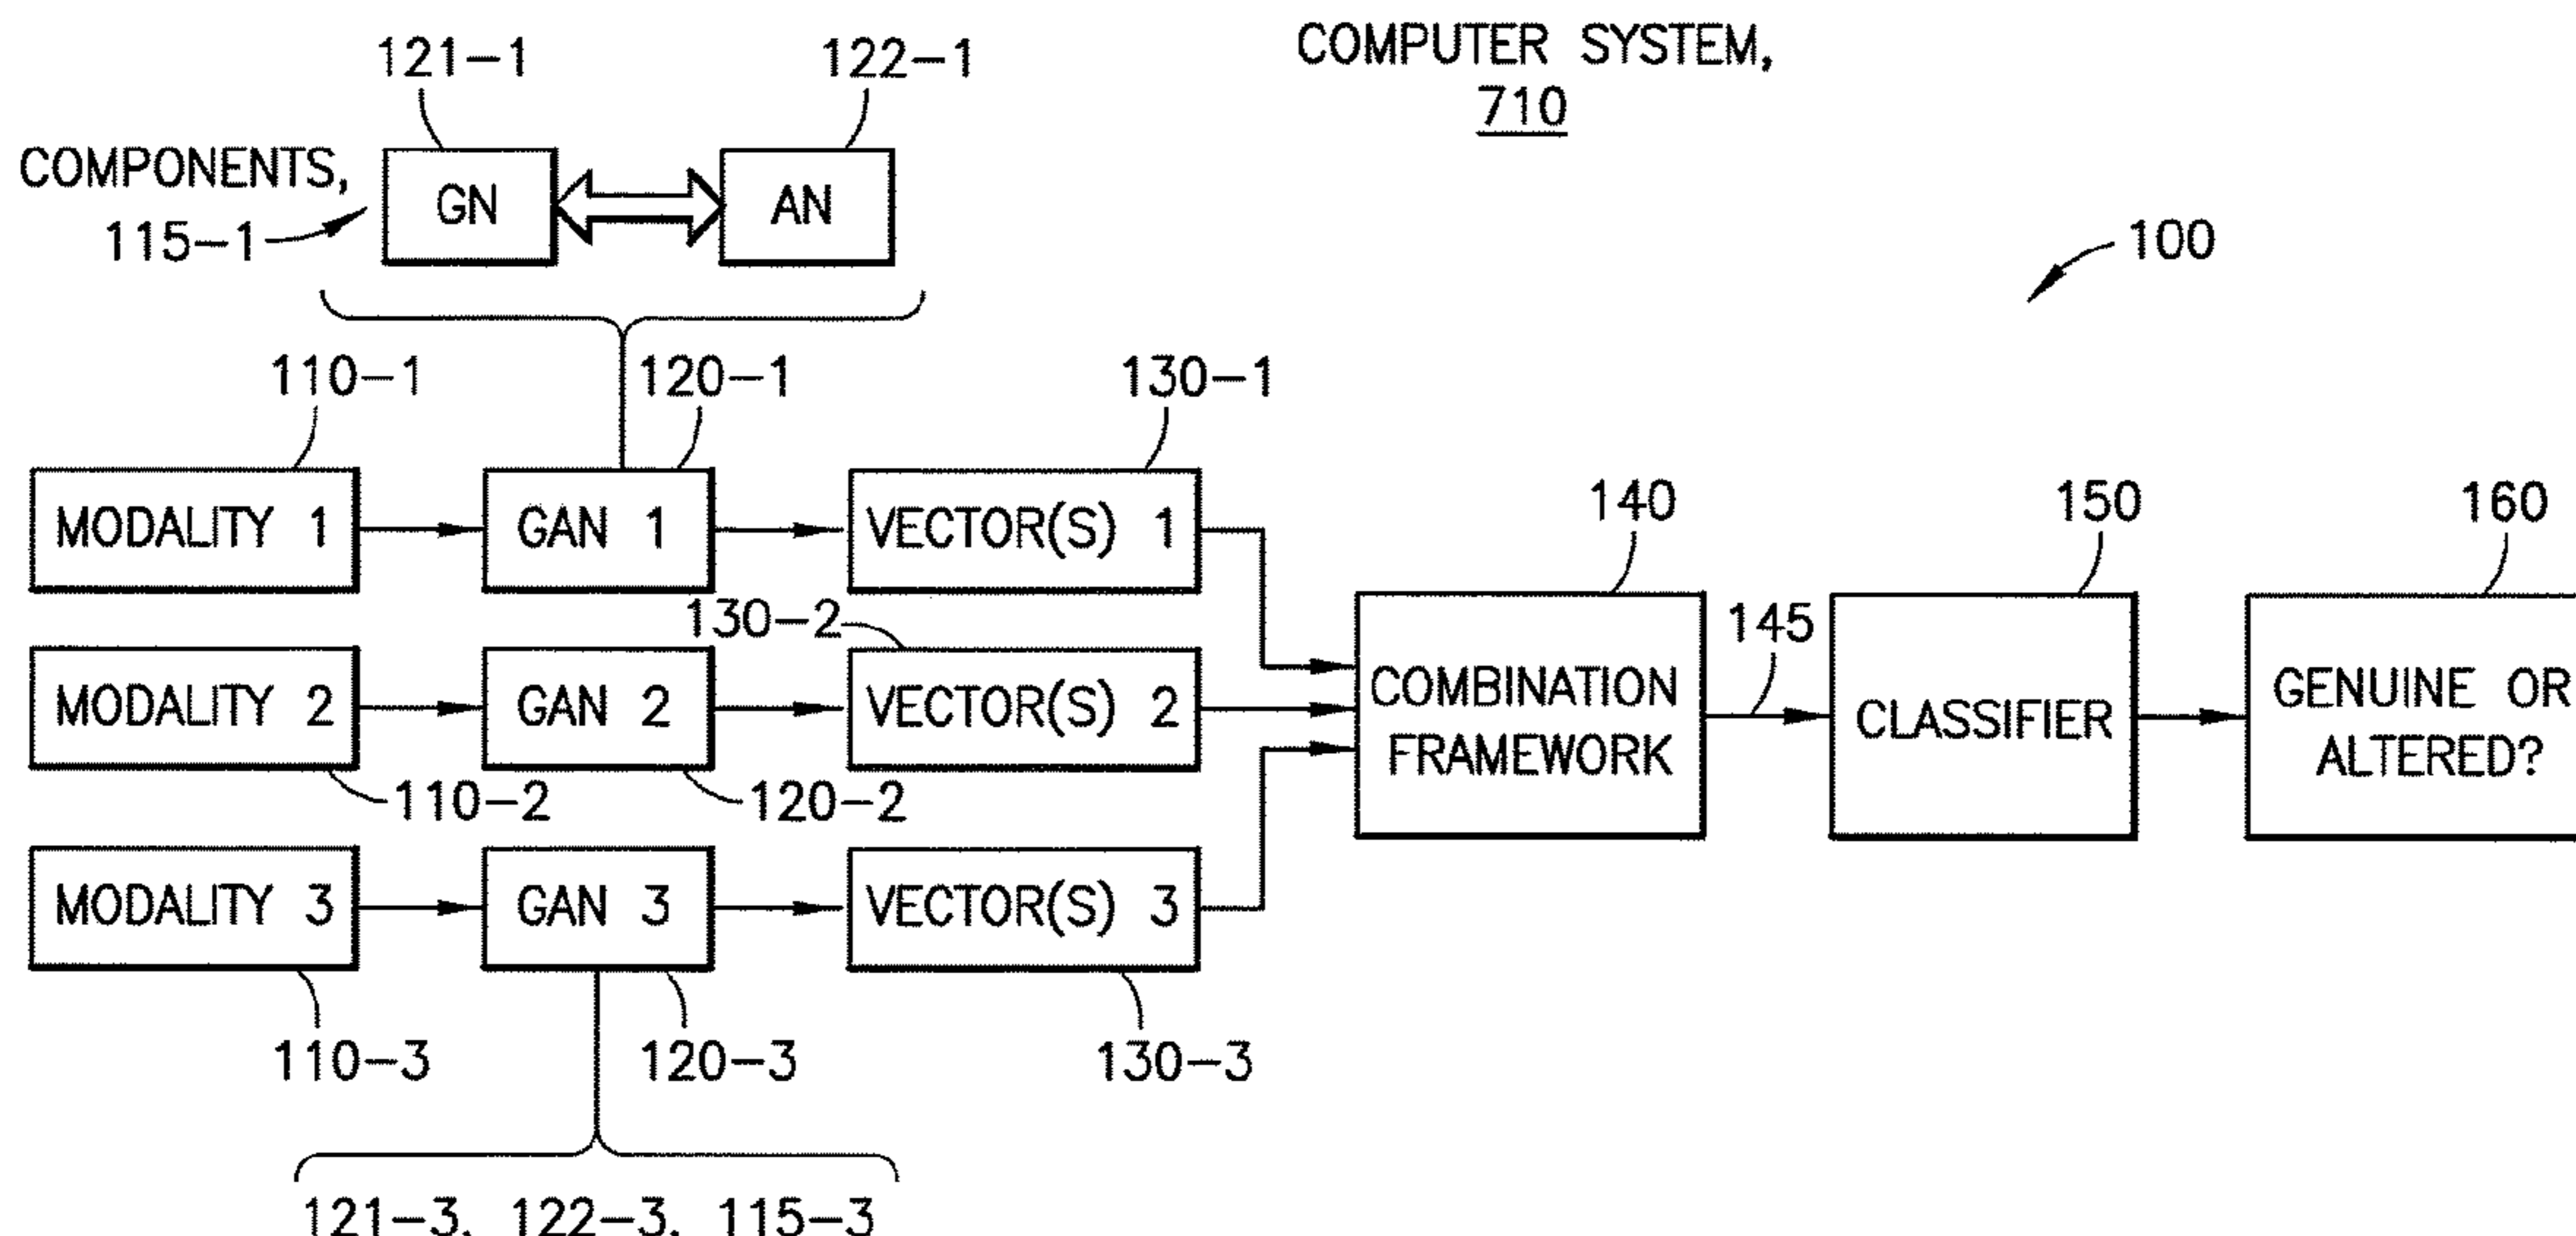 COMPUTER SYSTEM,
710
121-1
122-1
COMPONENTS,
115-1
GN
AN
100
110-1
120-1
130-1
MODALITY 1
GAN 1
VECTOR(S) 1
140
150
160
130-2
145
MODALITY 2
GAN 2
VECTOR(S) 2
COMBINATION
FRAMEWORK
CLASSIFIER
GENUINE OR
ALTERED?
110-2
120-2
MODALITY 3
GAN 3
VECTOR(S) 3
110-3
120-3
130-3
121-3, 122-3, 115-3